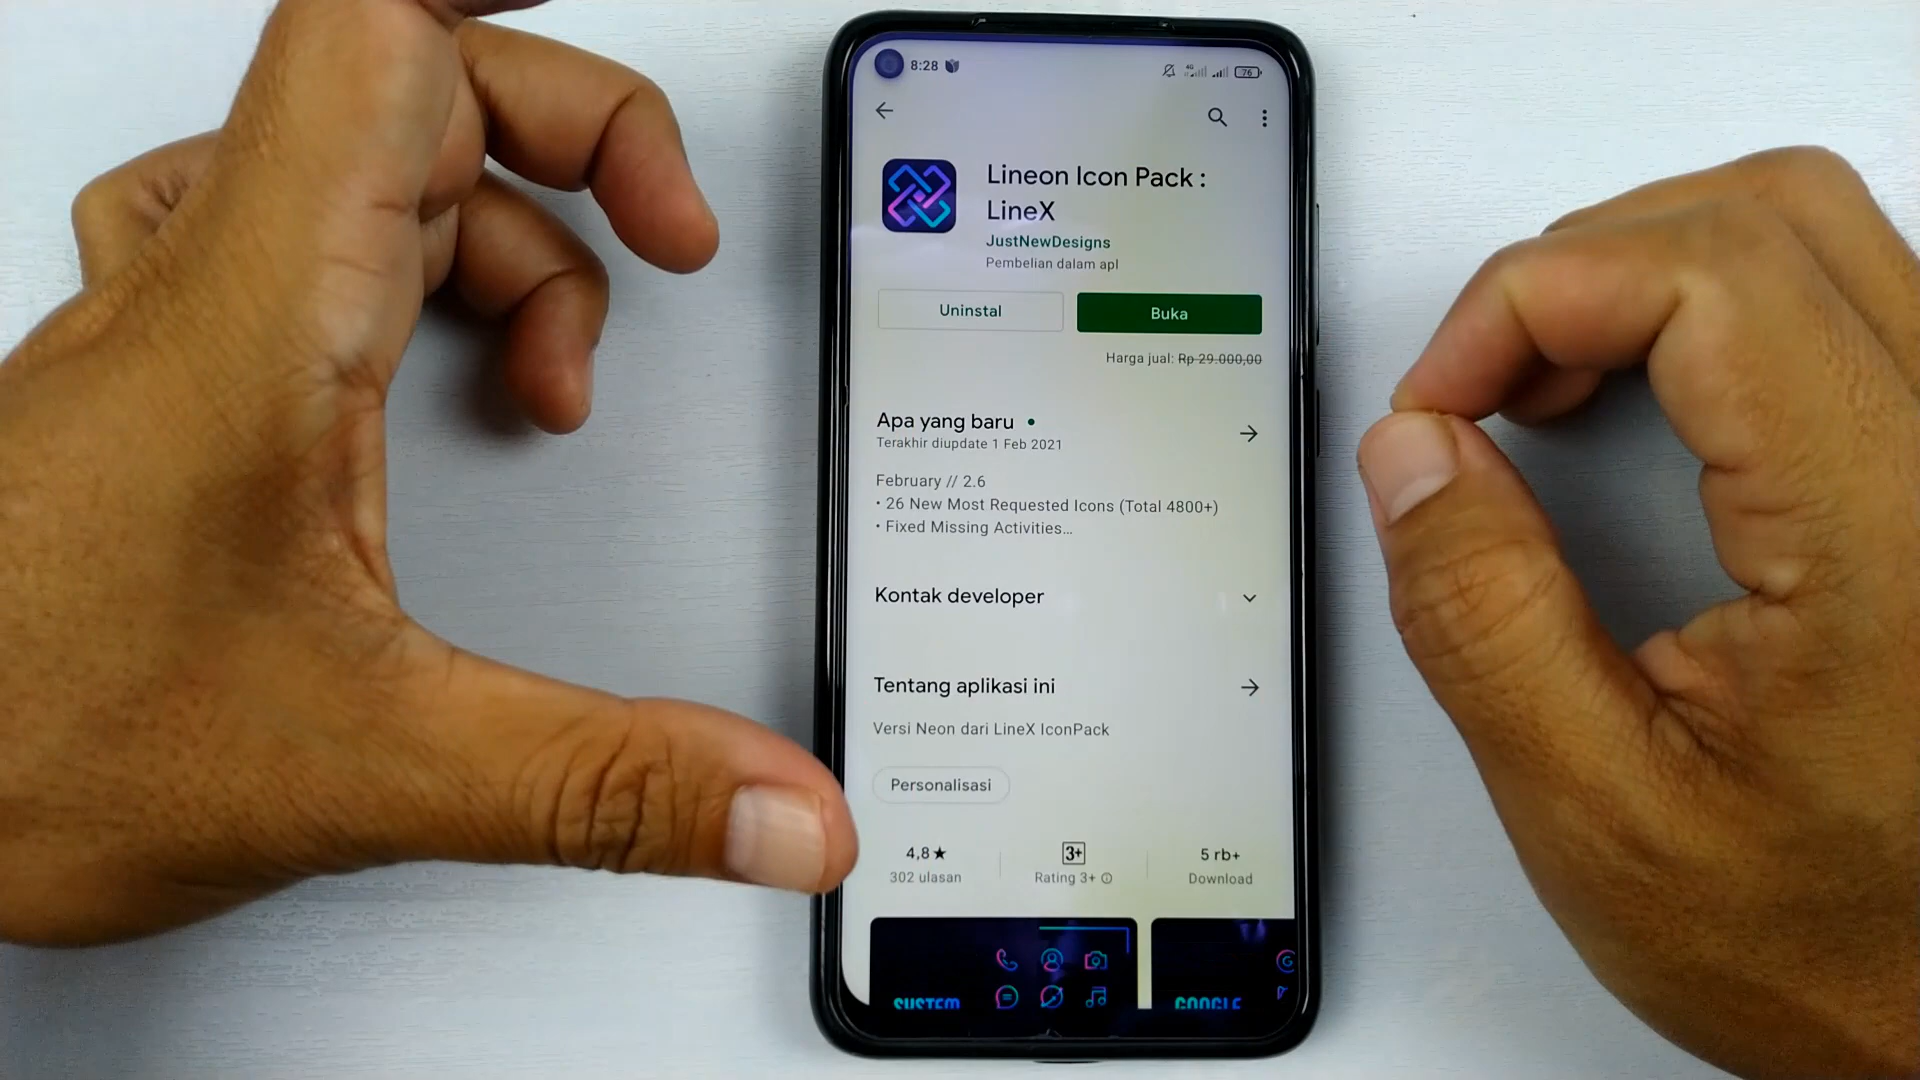 8:28
4G
76
Lineon Icon Pack :
LineX
JustNewDesigns
Pembelian dalam apl
Uninstal
Buka
Harga jual: Rp 29.000,00
Apa yang baru •
Terakhir diupdate 1 Feb 2021
February // 2.6
• 26 New Most Requested Icons (Total 4800+)
• Fixed Missing Activities...
Kontak developer
Tentang aplikasi ini
Versi Neon dari LineX IconPack
Personalisasi
4,8★
302 ulasan
3+
Rating 3+
5 rb+
Download
SYSTEM
GOOGLE